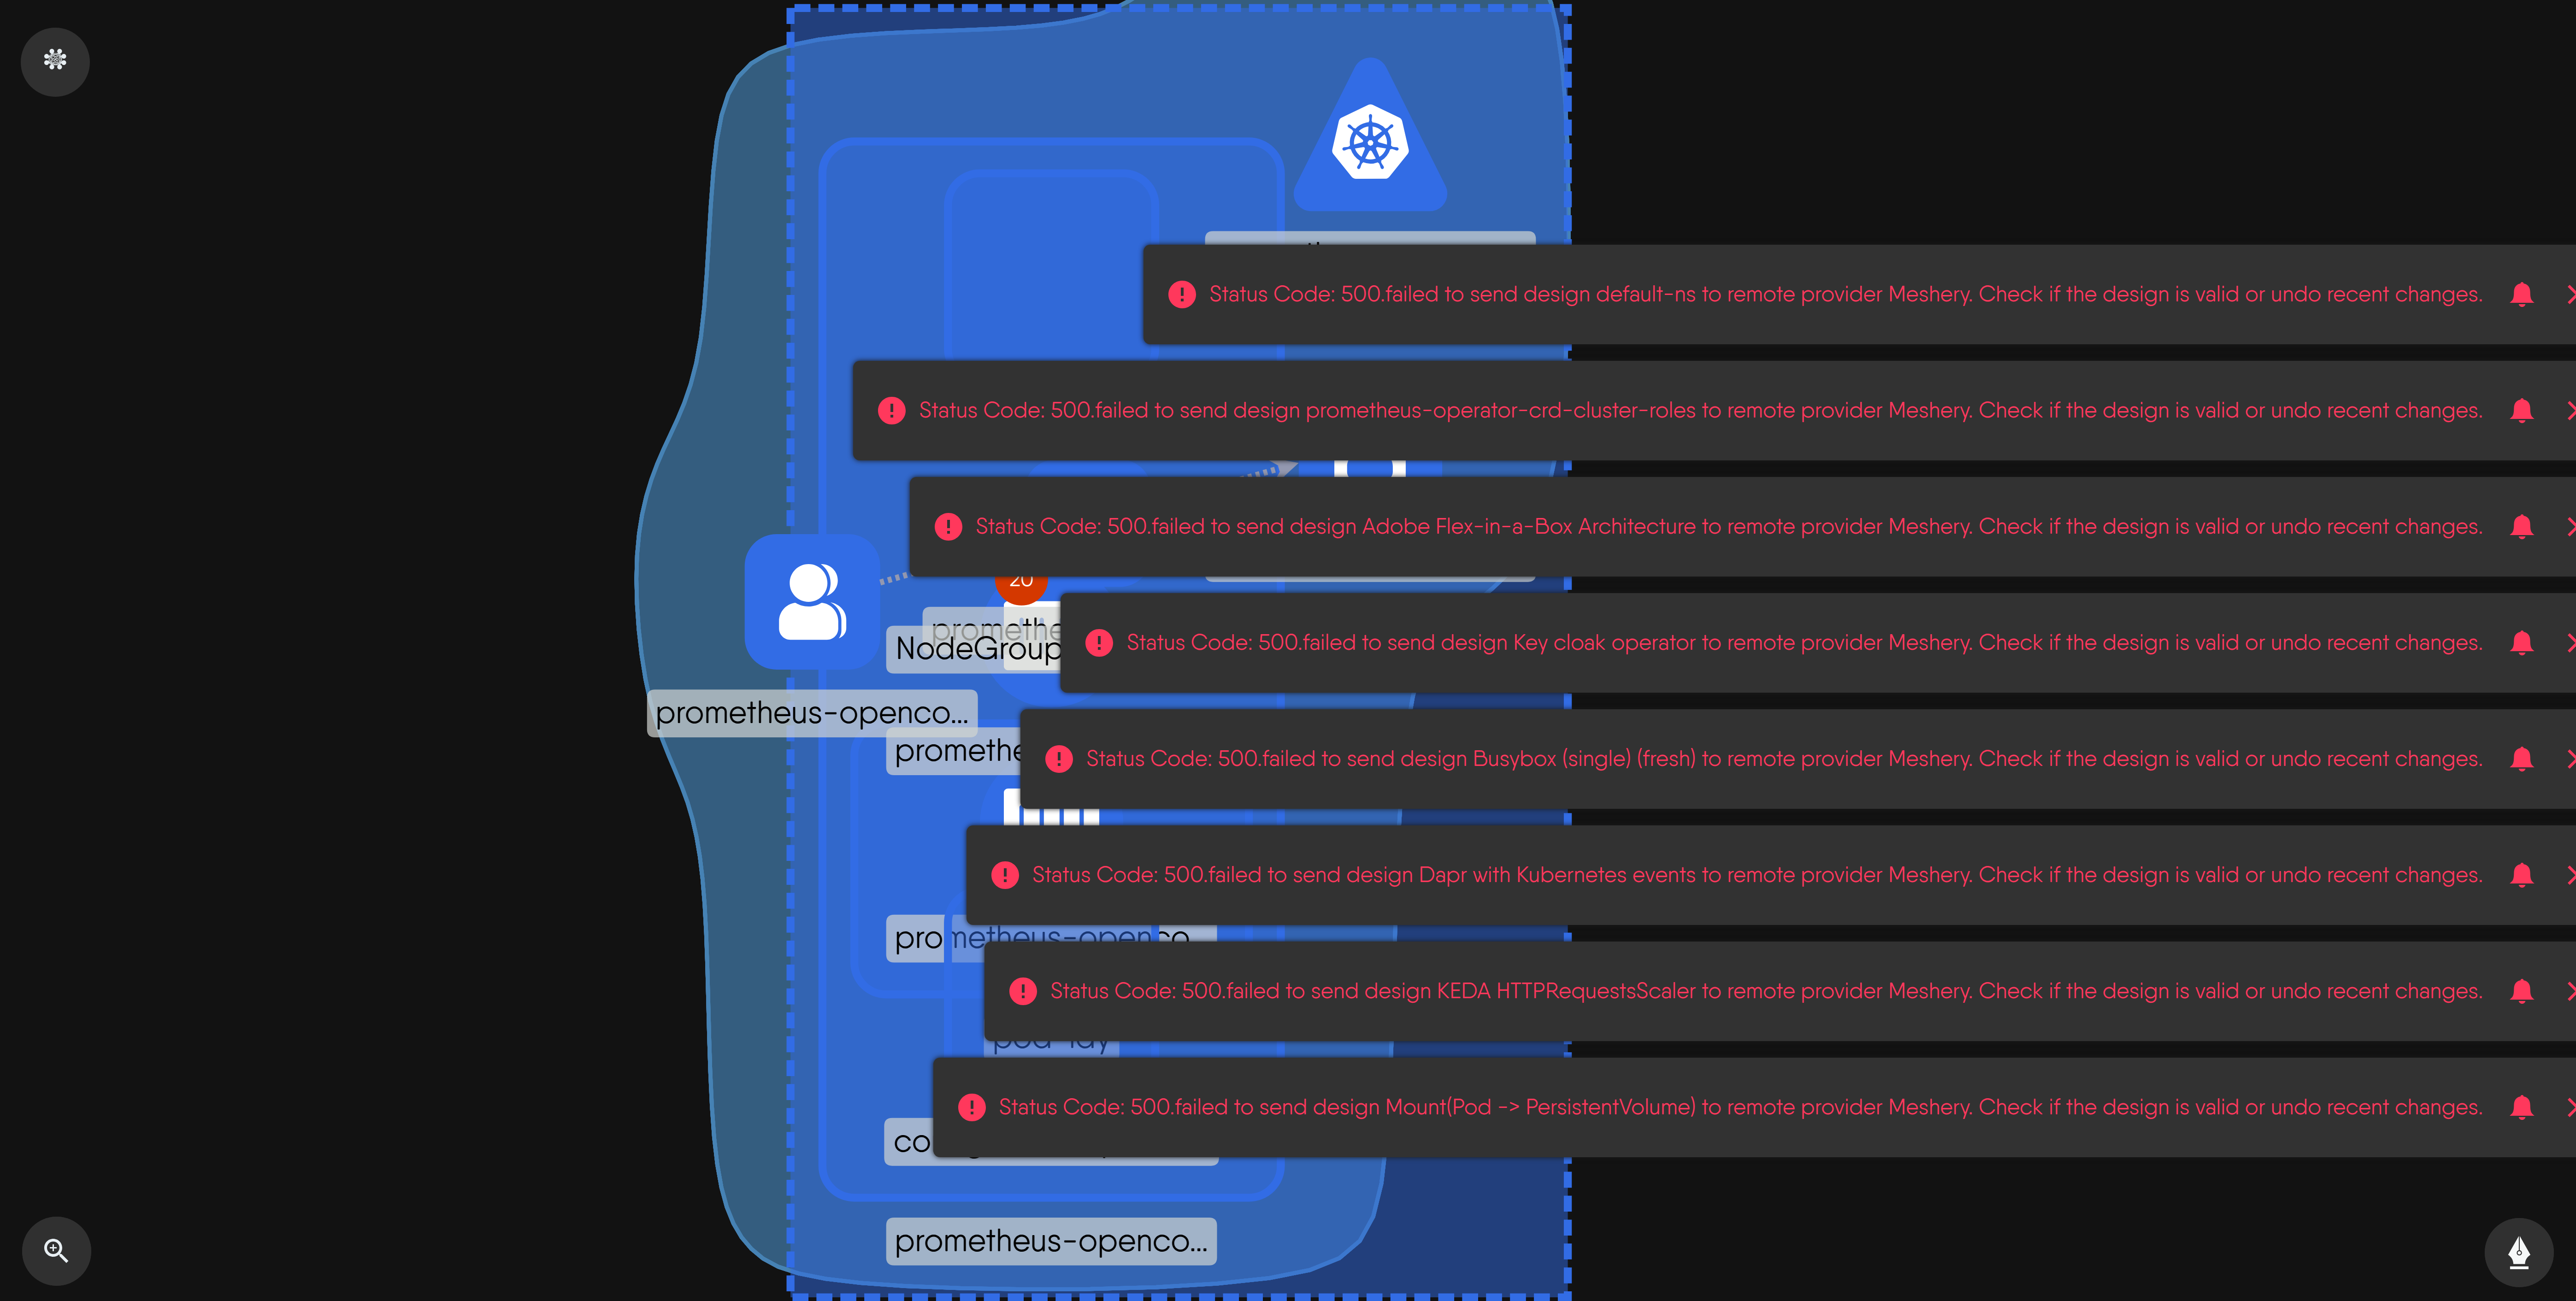 Status Code: 500.failed to send design default-ns to remote provider Meshery. Check if the design is valid or undo recent changes.
Status Code: 500.failed to send design prometheus-operator-crd-cluster-roles to remote provider Meshery. Check if the design is valid or undo recent changes.
Status Code: 500.failed to send design Adobe Flex-in-a-Box Architecture to remote provider Meshery. Check if the design is valid or undo recent changes.
20
promethe
NodeGroup
Status Code: 500.failed to send design Key cloak operator to remote provider Meshery. Check if the design is valid or undo recent changes.
prometheus-openco...
promethe
Status Code: 500.failed to send design Busybox (single) (fresh) to remote provider Meshery. Check if the design is valid or undo recent changes.
Status Code: 500.failed to send design Dapr with Kubernetes events to remote provider Meshery. Check if the design is valid or undo recent changes.
prometheus-openco
Status Code: 500.failed to send design KEDA HTTPRequestsScaler to remote provider Meshery. Check if the design is valid or undo recent changes.
Status Code: 500.failed to send design Mount(Pod -> PersistentVolume) to remote provider Meshery. Check if the design is valid or undo recent changes.
co
prometheus-openco...